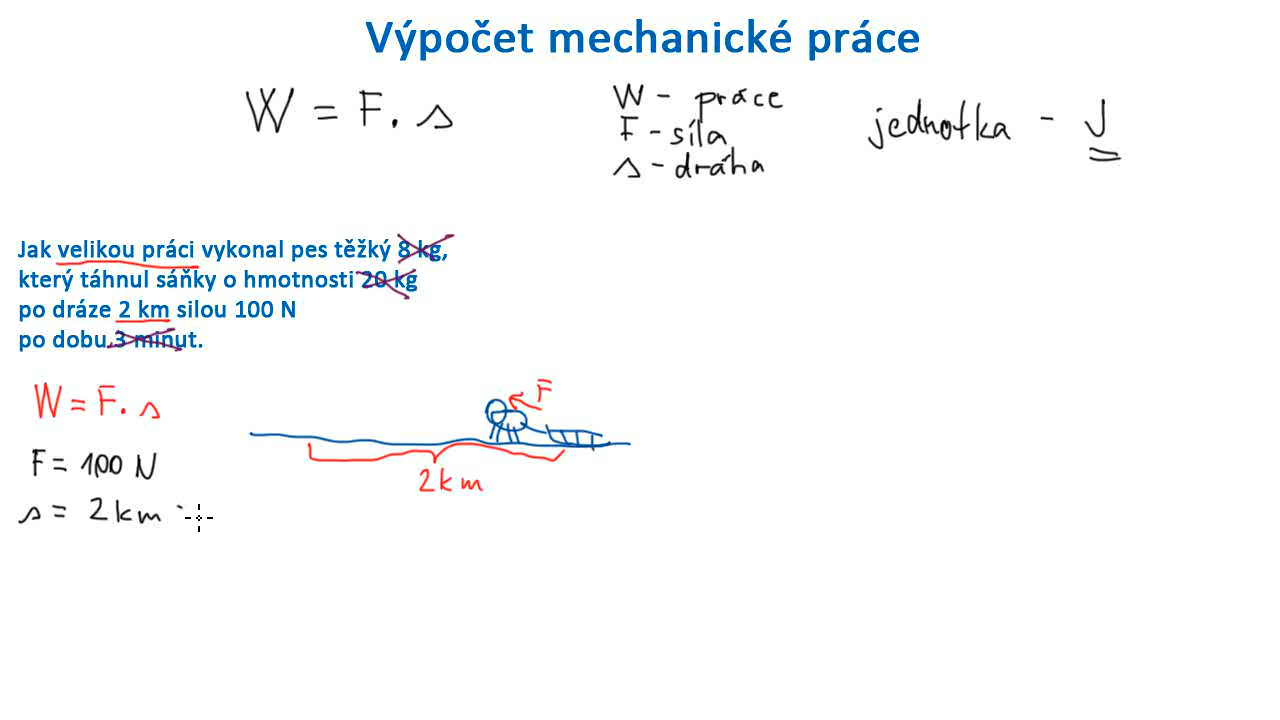 Výpočet mechanické práce
W = F. s
W - práce
F - síla
s - dráha
jednotka - J
Jak velikou práci vykonal pes těžký 8 kg,
který táhnul sáňky o hmotnosti 20 kg
po dráze 2 km silou 100 N
po dobu 3 minut.
W = F. s
F = 100 N
s = 2 km
F
2 km